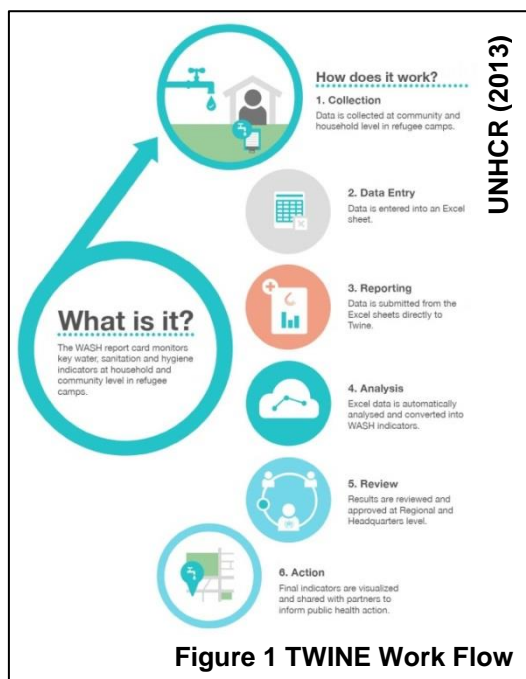 How does it work?
1. Collection
Data is collected at community and
household level in refugee camps.
UNHCR (2013)
2. Data Entry
Data is entered into an Excel
sheet.
3. Reporting
Data is submitted from the
Excel sheets directly to
Twine.
What is it?
The WASH report card monitors
key water, sanitation and hygiene
indicators at household and
community level in refugee
camps.
4. Analysis
Excel data is automatically
analysed and converted into
WASH indicators.
5. Review
Results are reviewed and
approved at Regional and
Headquarters level.
6. Action
Final indicators are visualized
and shared with partners to
inform public health action.
Figure 1 TWINE Work Flow